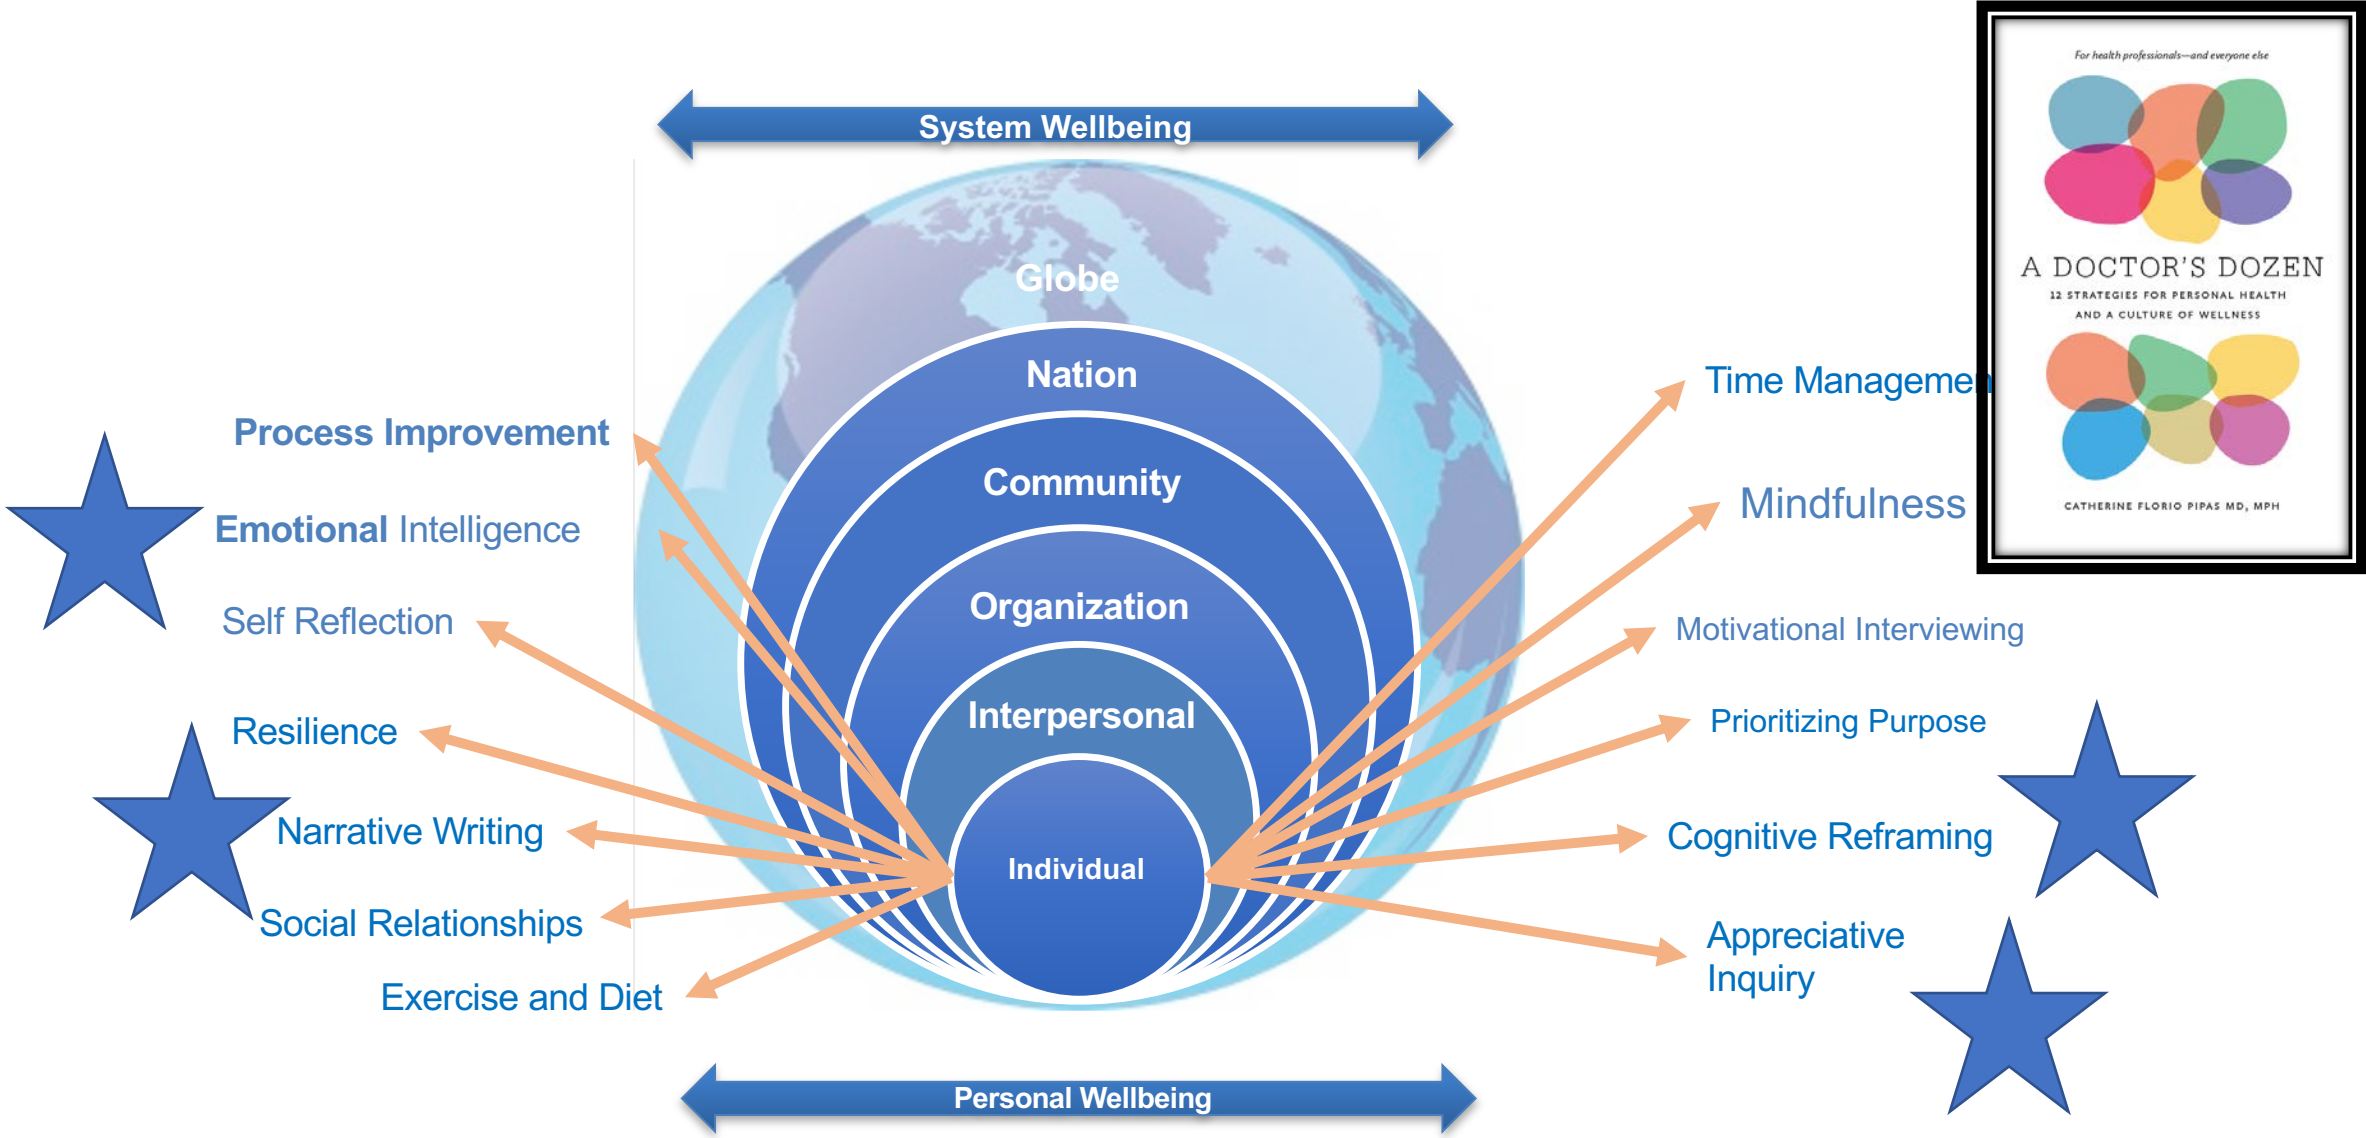 System Wellbeing
For health professionals—and everyone else
A DOCTOR'S DOZEN
12 STRATEGIES FOR PERSONAL HEALTH
AND A CULTURE OF WELLNESS
CATHERINE FLORIO PIPAS MD, MPH
Globe
Nation
Community
Organization
Interpersonal
Individual
Process Improvement
Emotional Intelligence
Self Reflection
Resilience
Narrative Writing
Social Relationships
Exercise and Diet
Time Managemen
Mindfulness
Motivational Interviewing
Prioritizing Purpose
Cognitive Reframing
Appreciative
Inquiry
Personal Wellbeing